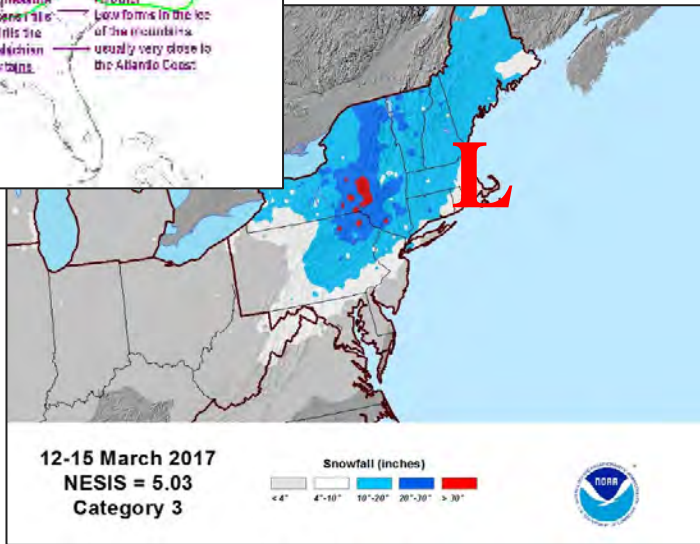 Low forms in the lee
of the mountains
usually very close to
the Atlantic Coast
L
12-15 March 2017
NESIS = 5.03
Category 3
Snowfall (inches)
< 4" 4"-10" 10"-20" 20"-30" > 30"
NOAA